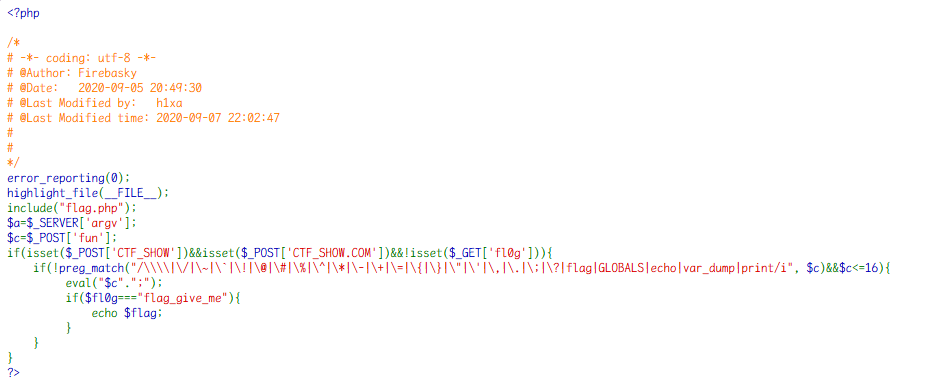 <?php
/*
# -*- coding: utf-8 -*-
# @Author: Firebasky
# @Date:   2020-09-05 20:49:30
# @Last Modified by:   h1xa
# @Last Modified time: 2020-09-07 22:02:47
#
#
*/
error_reporting(0);
highlight_file(__FILE__);
include("flag.php");
$a=$_SERVER['argv'];
$c=$_POST['fun'];
if(isset($_POST['CTF_SHOW'])&&isset($_POST['CTF_SHOW.COM'])&&!isset($_GET['fl0g'])){
    if(!preg_match("/\\\\|\/|\~|\`|\!|\@|\#|\%|\^|\*|\-|\+|\=|\{|\}|\"|\'|\,|\.|\;|\?|flag|GLOBALS|echo|var_dump|print/i", $c)&&$c<=16){
        eval("$c".";");
        if($fl0g==="flag_give_me"){
            echo $flag;
        }
    }
}
?>